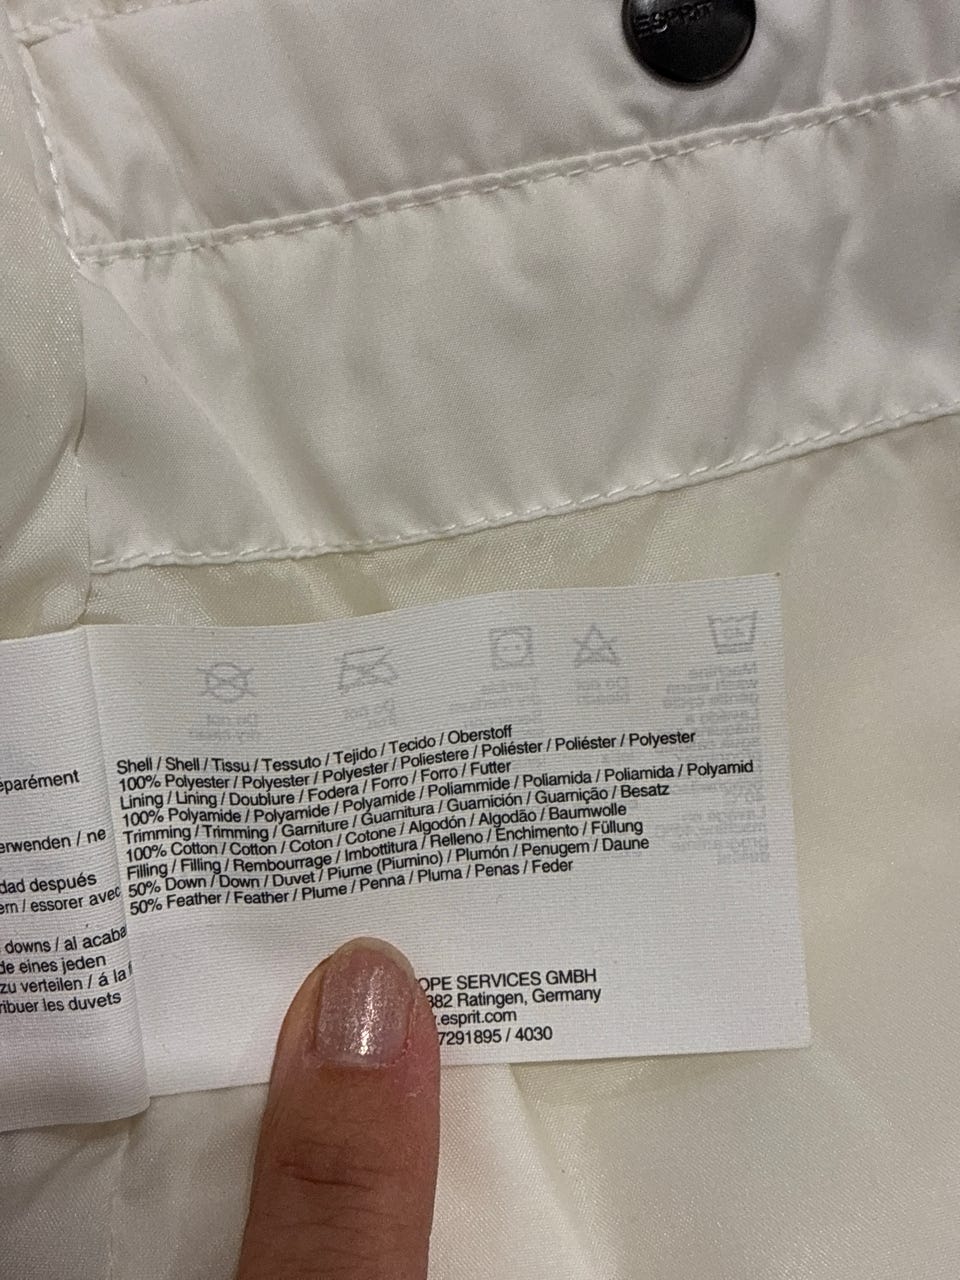 ESPRIT
eparément
erwenden / ne
dad después
ern / essorer avec
downs / al acaba
de eines jeden
zu verteilen / á la
ribuer les duvets
Shell / Shell / Tissu / Tessuto / Tejido / Tecido / Oberstoff
100% Polyester / Polyester / Polyester / Poliestere / Poliéster / Poliéster / Polyester
Lining / Lining / Doublure / Fodera / Forro / Forro / Futter
100% Polyamide / Polyamide / Polyamide / Poliammide / Poliamida / Poliamida / Polyamid
Trimming / Trimming / Garniture / Guarnitura / Guarnición / Guarnição / Besatz
100% Cotton / Cotton / Coton / Cotone / Algodón / Algodão / Baumwolle
Filling / Filling / Rembourrage / Imbottitura / Relleno / Enchimento / Füllung
50% Down / Down / Duvet / Piume (Piumino) / Plumón / Penugem / Daune
50% Feather / Feather / Plume / Penna / Pluma / Penas / Feder
OPE SERVICES GMBH
382 Ratingen, Germany
.esprit.com
7291895 / 4030